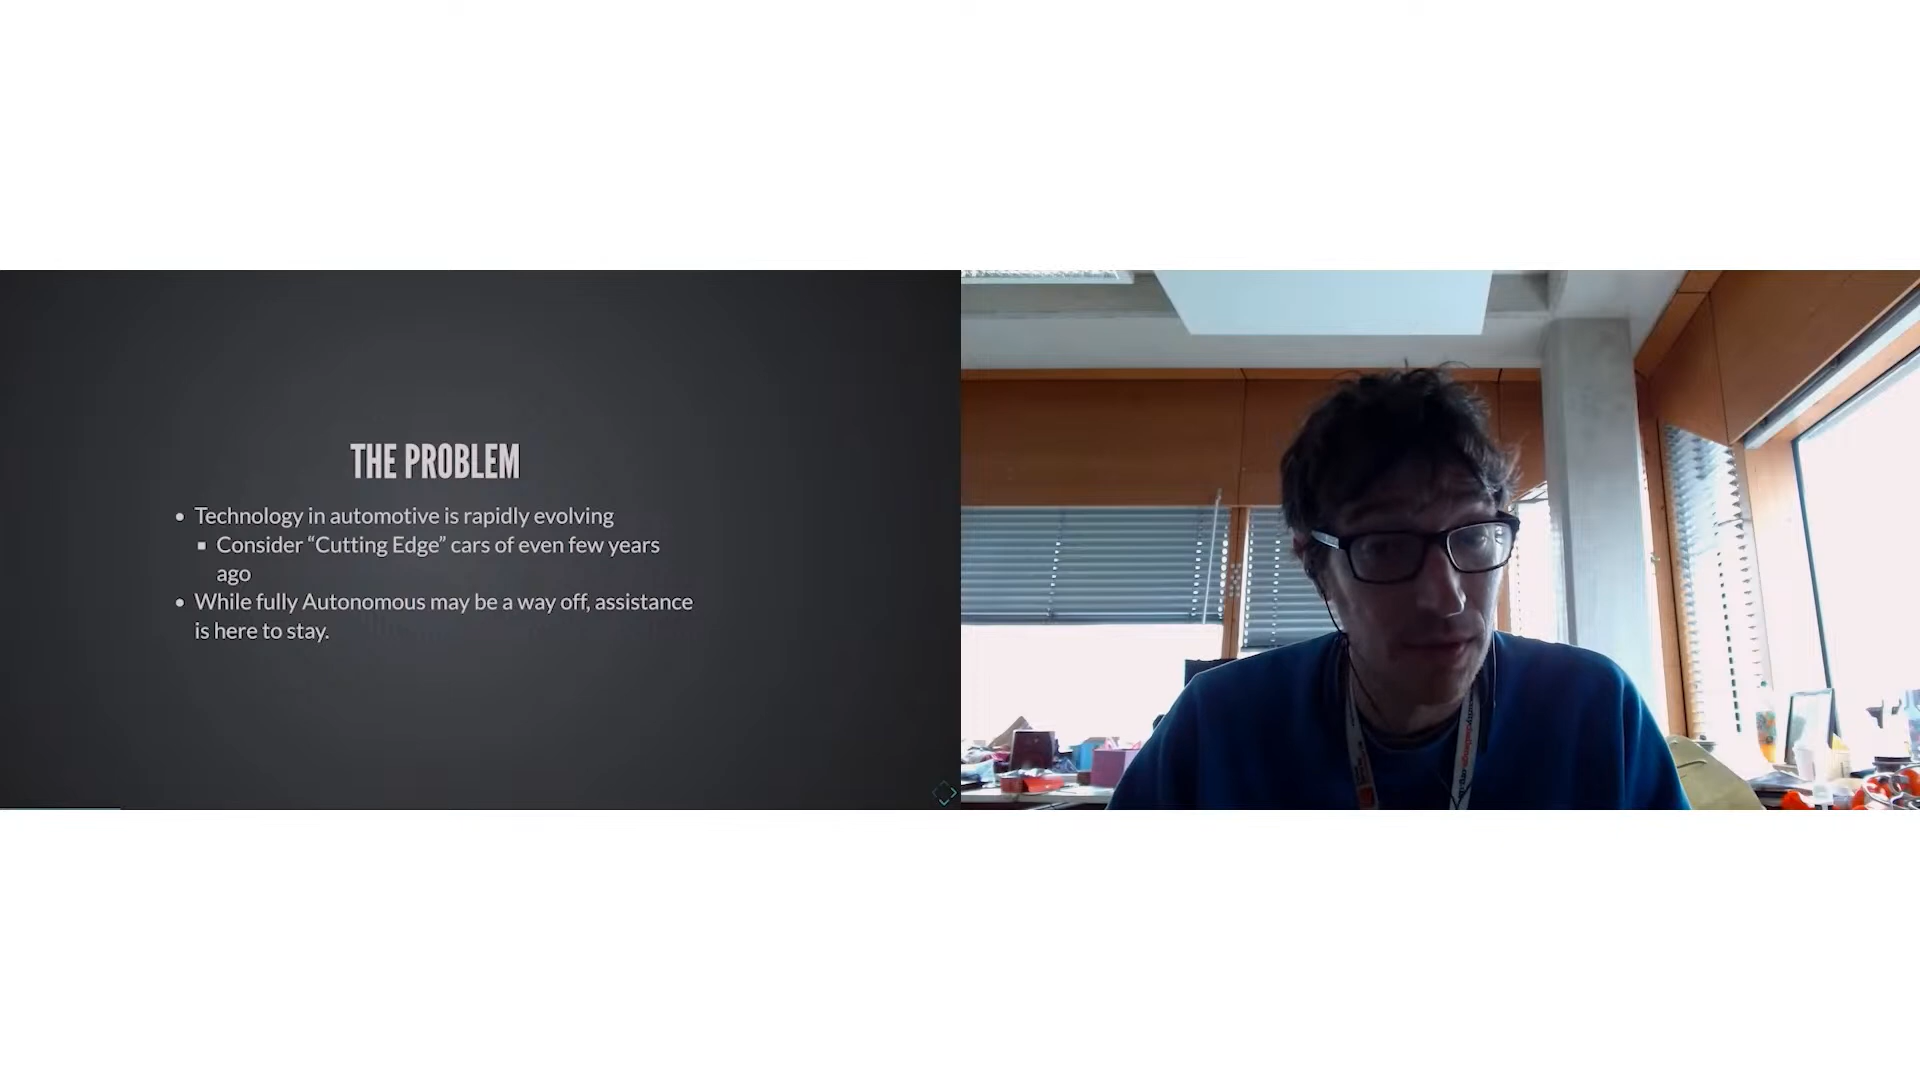 THE PROBLEM
Technology in automotive is rapidly evolving
Consider “Cutting Edge” cars of even few years
ago
While fully Autonomous may be a way off, assistance
is here to stay.